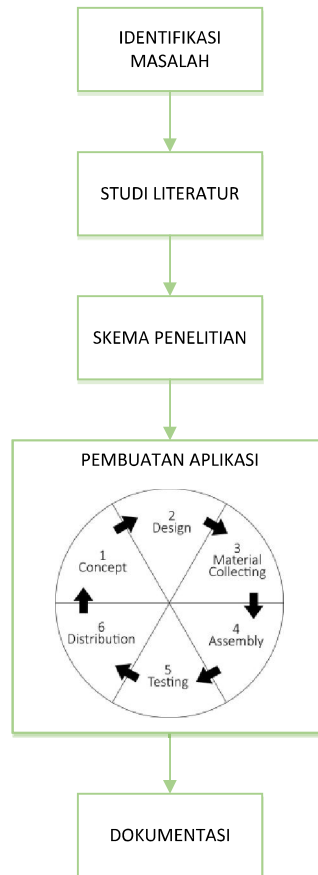 IDENTIFIKASI
MASALAH
STUDI LITERATUR
SKEMA PENELITIAN
PEMBUATAN APLIKASI
1
Concept
2
Design
3
Material
Collecting
4
Assembly
5
Testing
6
Distribution
DOKUMENTASI